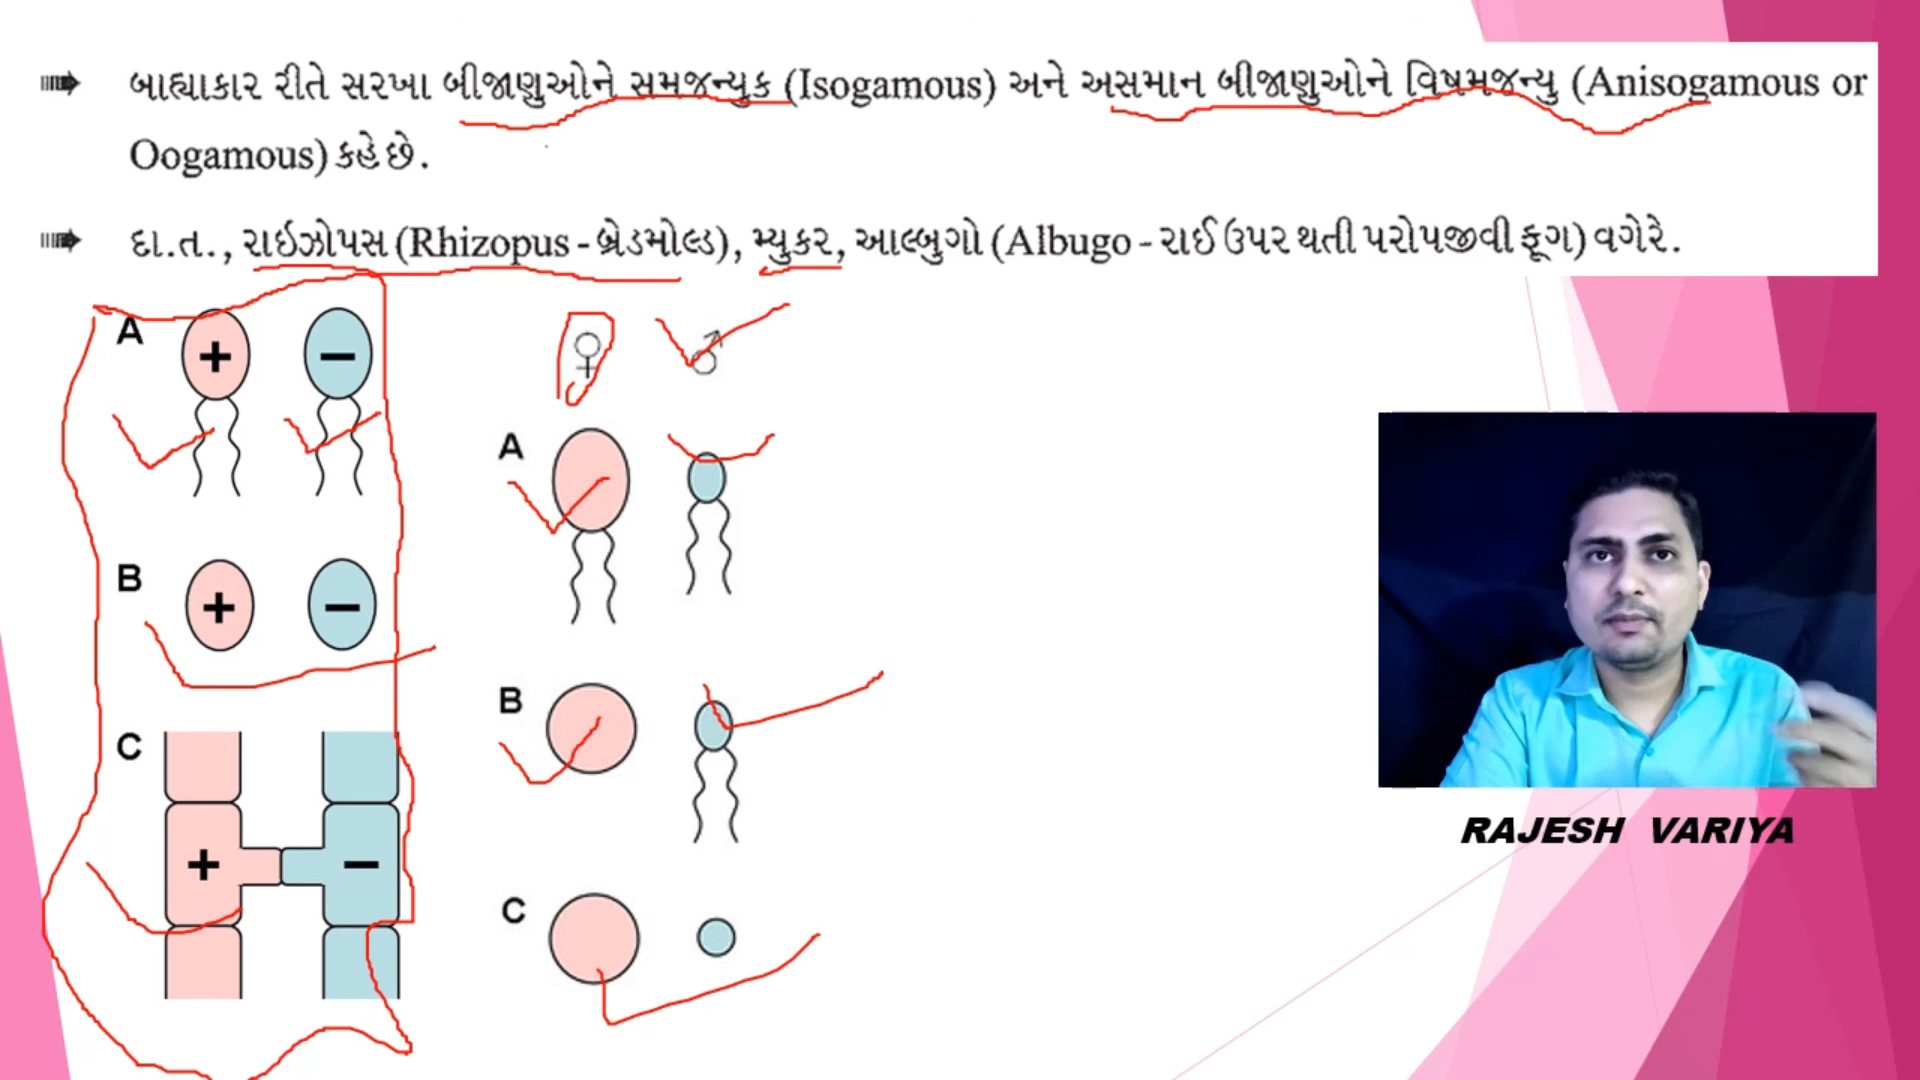 બાહ્યાકાર રીતે સરખા બીજાણુઓને સમજન્યુક (Isogamous) અને અસમાન બીજાણુઓને વિષમજન્યુ (Anisogamous or
Oogamous) કહે છે.
દા.ત., રાઇઝોપસ (Rhizopus - બ્રેડમોલ્ડ), મ્યુકર, આલ્બુગો (Albugo - રાઈ ઉપર થતી પરોપજીવી ફૂગ) વગેરે.
A + −
♀ ♂
A
B + −
B
C
+ −
C
RAJESH VARIYA